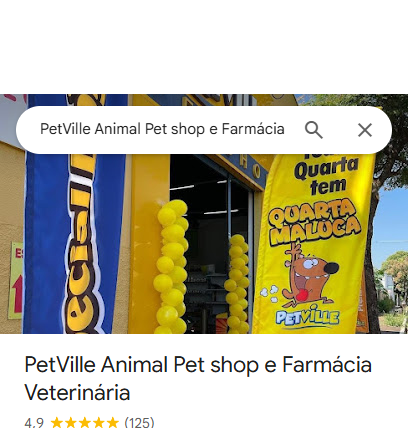 PetVille Animal Pet shop e Farmácia
Quarta
tem
QUARTA
MALUCA
PETVILLE
PetVille Animal Pet shop e Farmácia
Veterinária
4.9 ★★★★★ (125)